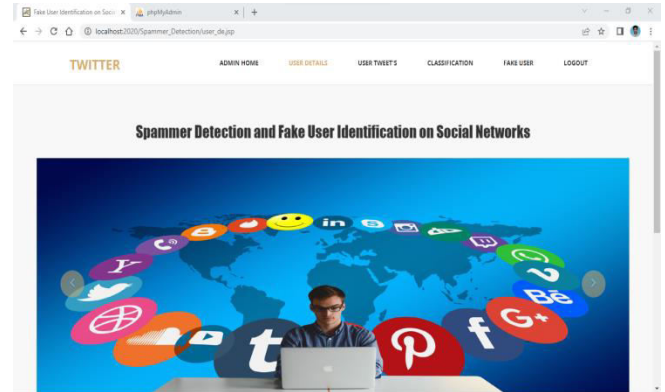 Fake User Identification on Social
phpMyAdmin
localhost:2020/Spammer_Detection/user_de.jsp
TWITTER
ADMIN HOME
USER DETAILS
USER TWEET'S
CLASSIFICATION
FAKE USER
LOGOUT
Spammer Detection and Fake User Identification on Social Networks
in
Bē
G+
t
f